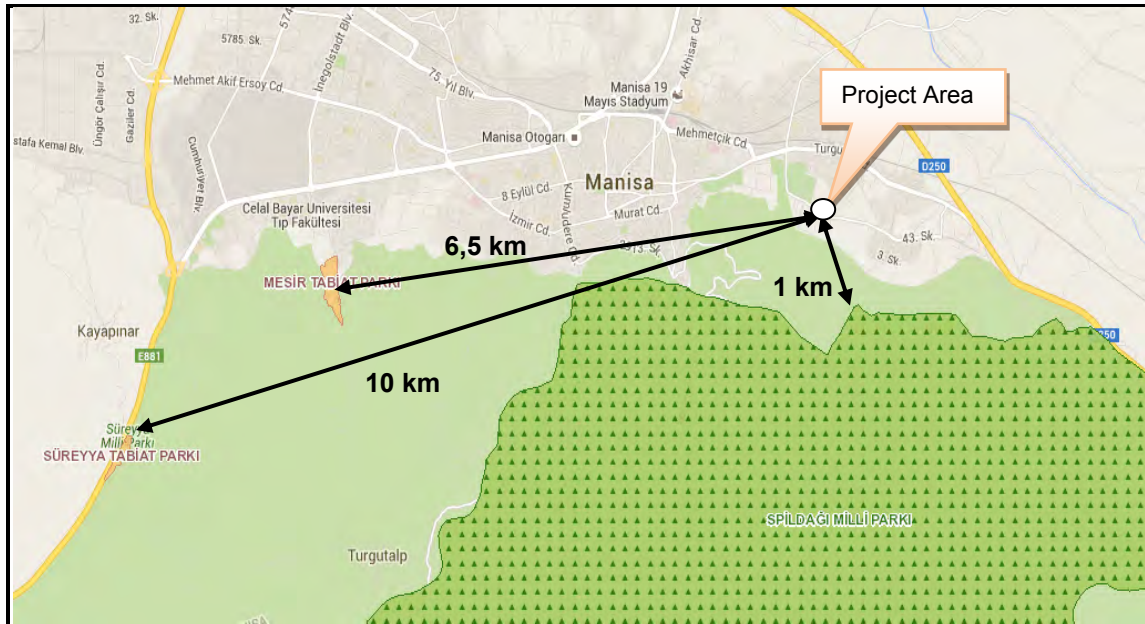 32. Sk.
5785. Sk.
574
Üngör Çalışır Cd.
Gaziler Cd.
Mehmet Akif Ersoy Cd.
İnegolstadt Blv.
75. Yıl Blv.
Akhisar Cd.
Manisa 19
Mayıs Stadyum
Project Area
stafa Kemal Blv.
Cumhuriyet Blv.
Manisa Otogarı
Mehmetçik Cd.
Turgu
D250
Manisa
8 Eylül Cd.
Celal Bayar Universitesi
Tıp Fakültesi
İzmir Cd.
Kumludere Cd.
Murat Cd.
2313. Sk.
43. Sk.
3. Sk.
6,5 km
MESİR TABİAT PARKI
1 km
Kayapınar
250
E881
10 km
Süreyya
Milli Parkı
SÜREYYA TABİAT PARKI
SPİLDAĞI MİLLİ PARKI
Turgutalp